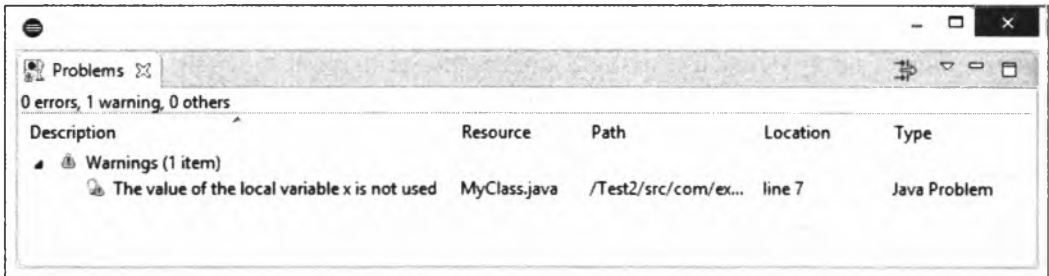 Problems
0 errors, 1 warning, 0 others
Description Resource Path Location Type
Warnings (1 item)
The value of the local variable x is not used MyClass.java /Test2/src/com/ex... line 7 Java Problem